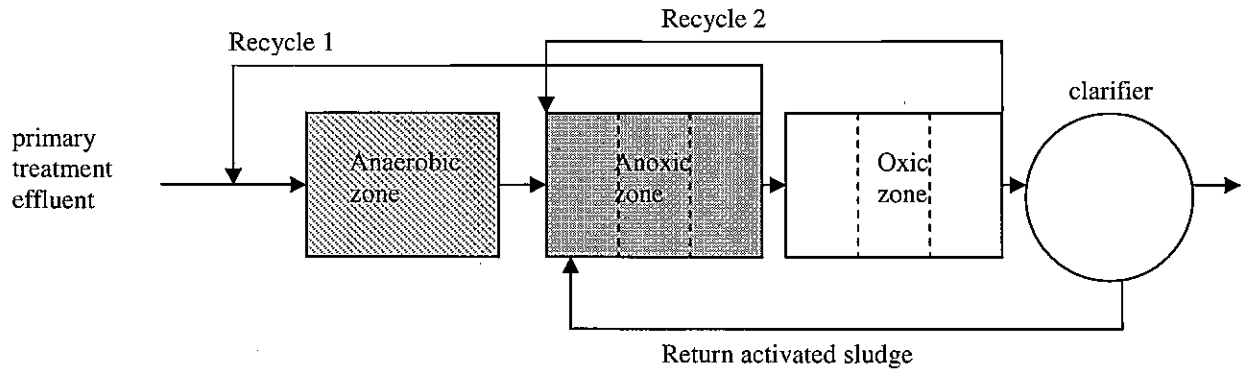 Recycle 2
Recycle 1
clarifier
primary
treatment
effluent
Anaerobic
zone
Anoxic
zone
Oxic
zone
Return activated sludge